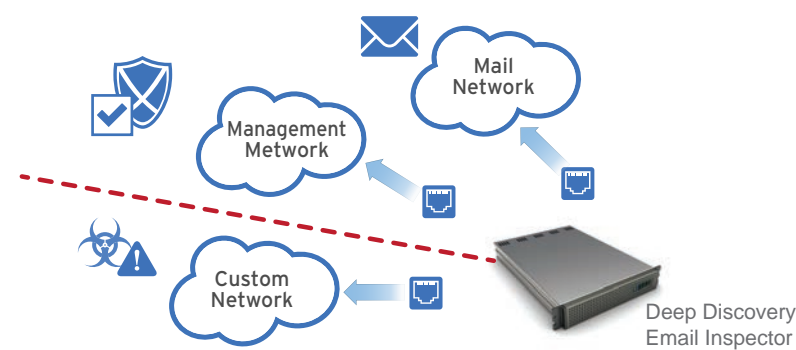 Mail
Network
Management
Metwork
Custom
Network
Deep Discovery
Email Inspector